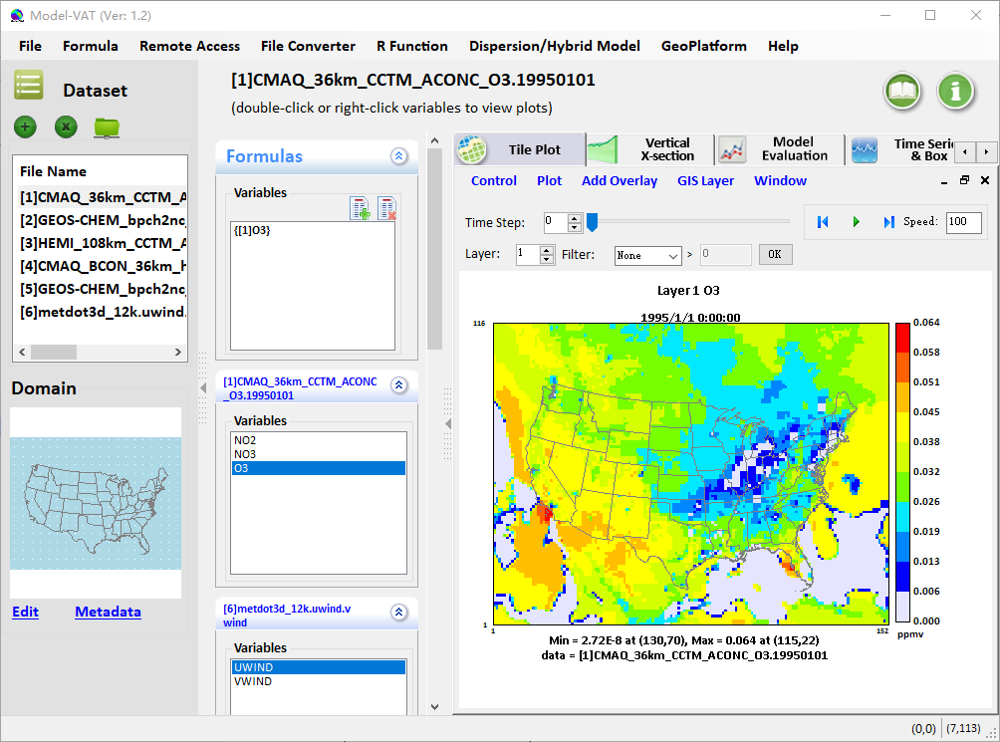 Model-VAT (Ver: 1.2)
File Formula Remote Access File Converter R Function Dispersion/Hybrid Model GeoPlatform Help
Dataset
File Name
[1]CMAQ_36km_CCTM_A
[2]GEOS-CHEM_bpch2nc
[3]HEMI_108km_CCTM_A
[4]CMAQ_BCON_36km_h
[5]GEOS-CHEM_bpch2nc
[6]metdot3d_12k.uwind.
Domain
Edit Metadata
[1]CMAQ_36km_CCTM_ACONC_O3.19950101
(double-click or right-click variables to view plots)
Formulas
Variables
{[1]O3}
[1]CMAQ_36km_CCTM_ACONC
_O3.19950101
Variables
NO2
NO3
O3
[6]metdot3d_12k.uwind.v
wind
Variables
UWIND
VWIND
Tile Plot
Vertical
X-section
Model
Evaluation
Time Serie
& Box
Control Plot Add Overlay GIS Layer Window
Time Step: 0 Speed: 100
Layer: 1 Filter: None > 0 OK
Layer 1 O3
1995/1/1 0:00:00
116
0.064
0.058
0.051
0.045
0.038
0.032
0.026
0.019
0.013
0.006
0.000
ppmv
1
1 152
Min = 2.72E-8 at (130,70), Max = 0.064 at (115,22)
data = [1]CMAQ_36km_CCTM_ACONC_O3.19950101
(0,0) (7,113)